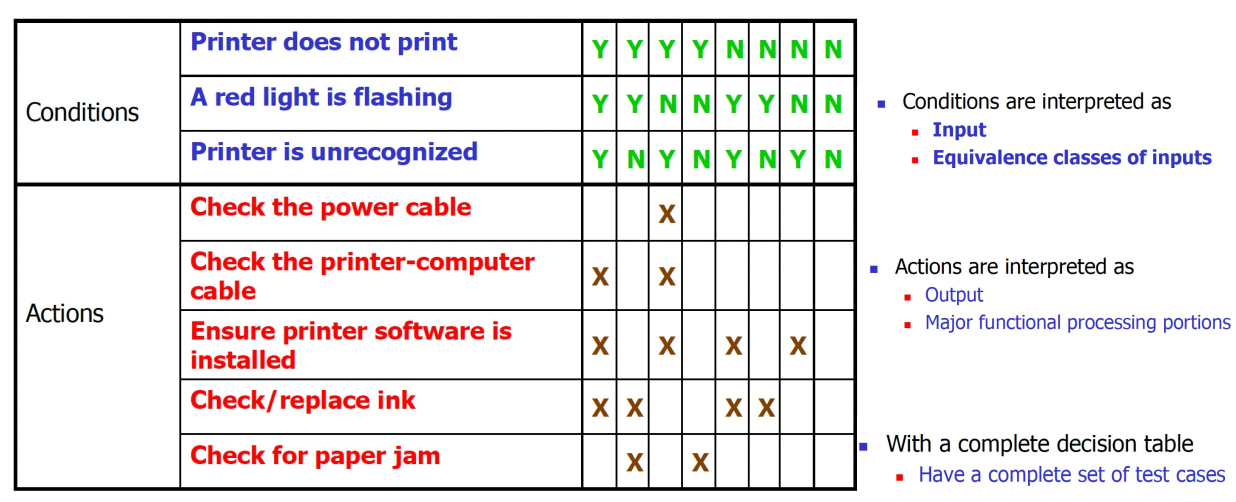 Conditions
Printer does not print Y Y Y Y N N N N
A red light is flashing Y Y N N Y Y N N
Printer is unrecognized Y N Y N Y N Y N
Actions
Check the power cable X
Check the printer-computer
cable X X
Ensure printer software is
installed X X X X
Check/replace ink X X X X
Check for paper jam X X
Conditions are interpreted as
Input
Equivalence classes of inputs
Actions are interpreted as
Output
Major functional processing portions
With a complete decision table
Have a complete set of test cases